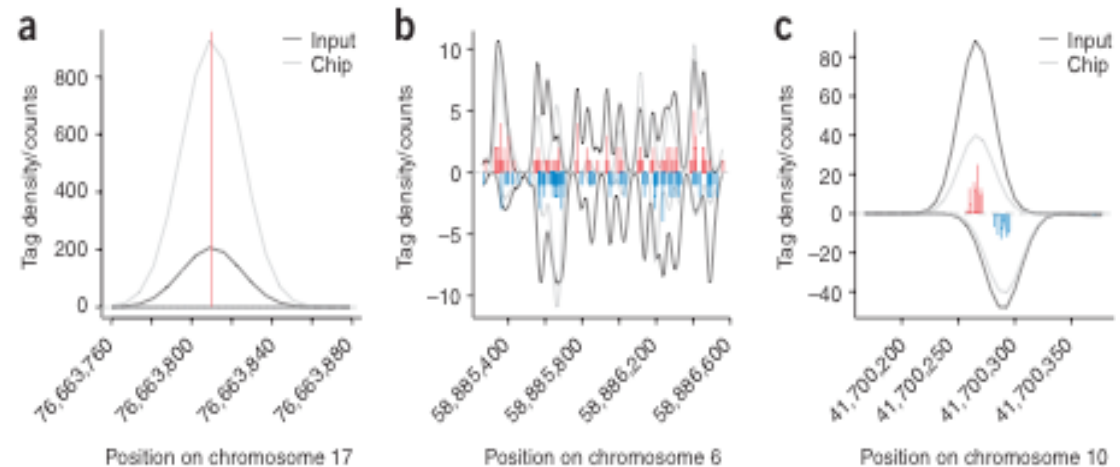 a
Input
Chip
Tag density/counts
800
600
400
200
0
76,663,760
76,663,800
76,663,840
76,663,880
Position on chromosome 17
b
Tag density/counts
10
5
0
−5
−10
58,885,400
58,885,800
58,886,200
58,886,600
Position on chromosome 6
c
Input
Chip
Tag density/counts
80
60
40
20
0
−20
−40
41,700,200
41,700,250
41,700,300
41,700,350
Position on chromosome 10